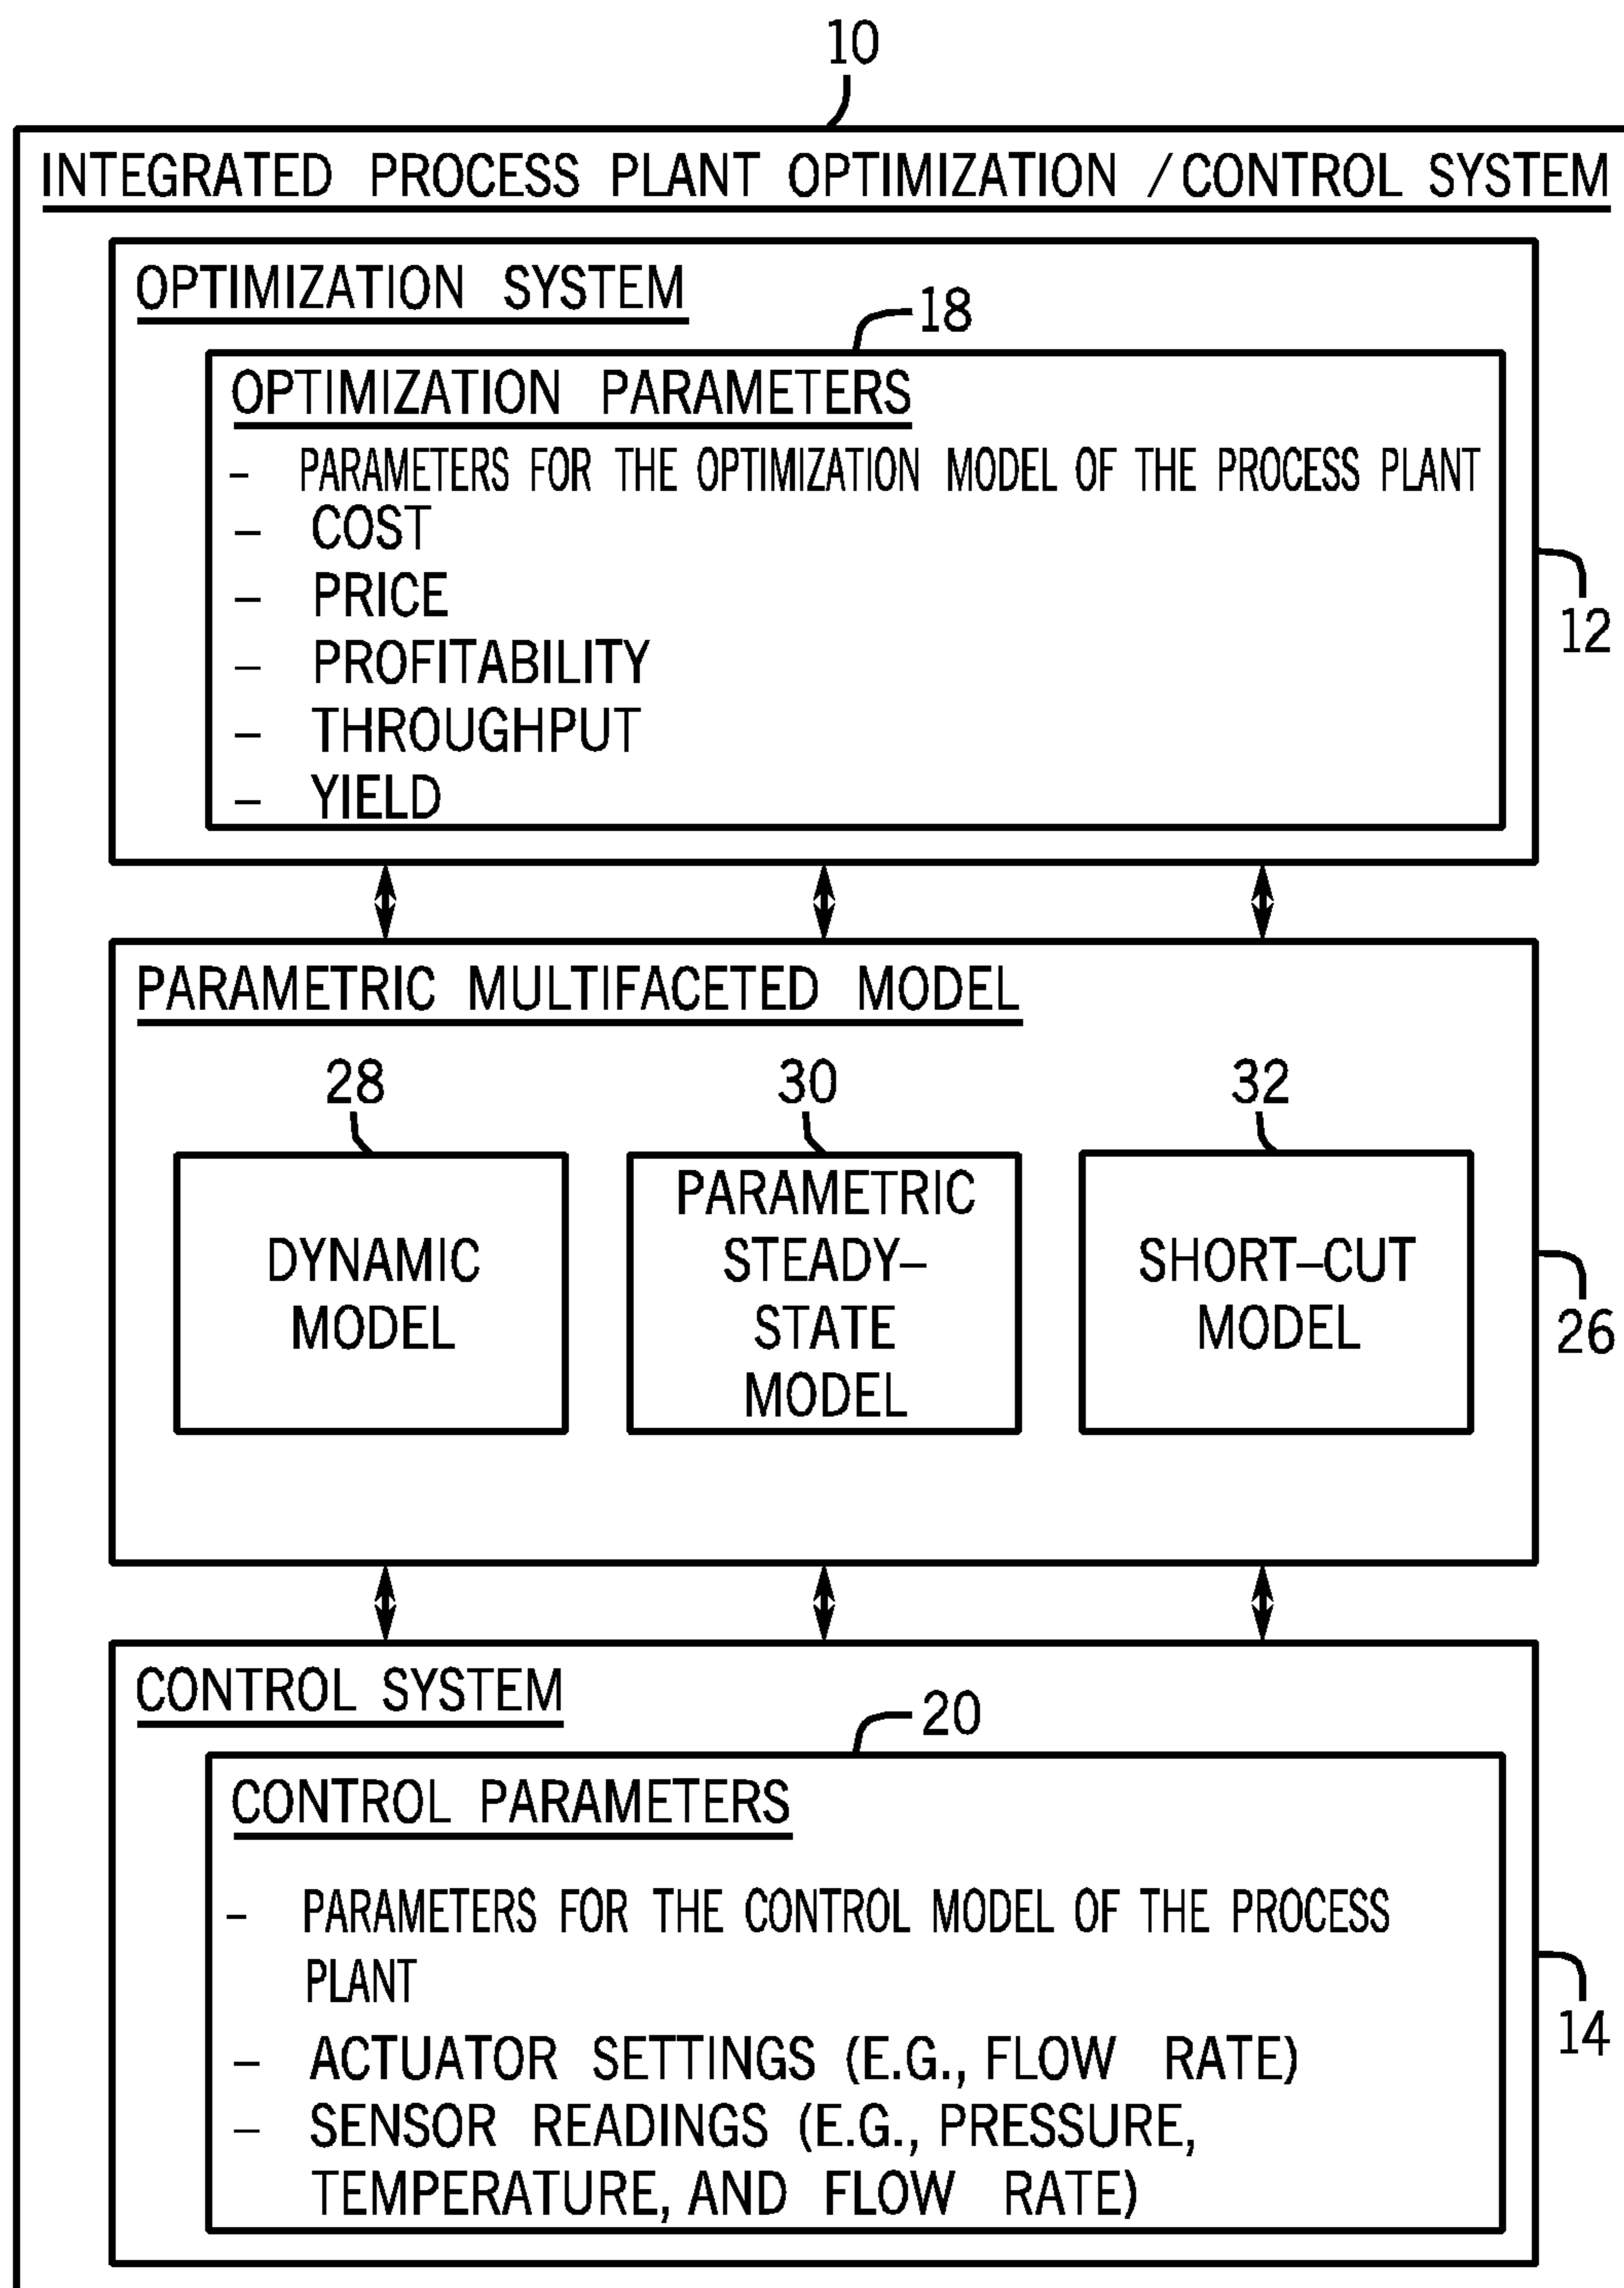 10
INTEGRATED PROCESS PLANT OPTIMIZATION / CONTROL SYSTEM
OPTIMIZATION SYSTEM
18
OPTIMIZATION PARAMETERS
– PARAMETERS FOR THE OPTIMIZATION MODEL OF THE PROCESS PLANT
– COST
– PRICE
– PROFITABILITY
– THROUGHPUT
– YIELD
12
PARAMETRIC MULTIFACETED MODEL
28
DYNAMIC
MODEL
30
PARAMETRIC
STEADY–
STATE
MODEL
32
SHORT–CUT
MODEL
26
CONTROL SYSTEM
20
CONTROL PARAMETERS
– PARAMETERS FOR THE CONTROL MODEL OF THE PROCESS
PLANT
– ACTUATOR SETTINGS (E.G., FLOW RATE)
– SENSOR READINGS (E.G., PRESSURE,
TEMPERATURE, AND FLOW RATE)
14